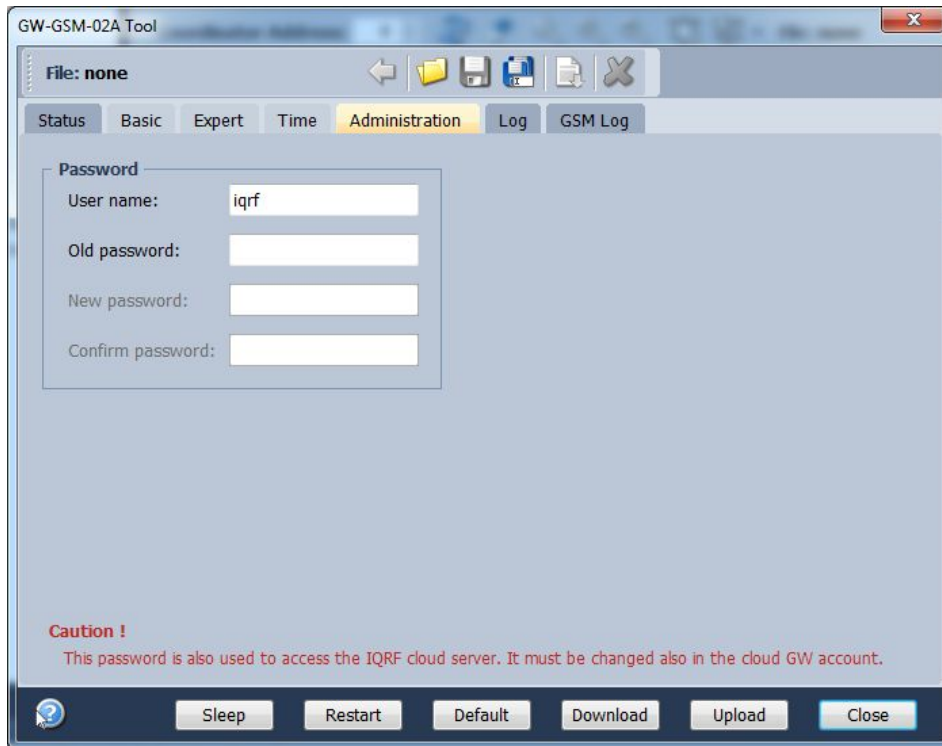 GW-GSM-02A Tool
x
File: none
Status Basic Expert Time Administration Log GSM Log
Password
User name: iqrf
Old password:
New password:
Confirm password:
Caution !
This password is also used to access the IQRF cloud server. It must be changed also in the cloud GW account.
? Sleep Restart Default Download Upload Close